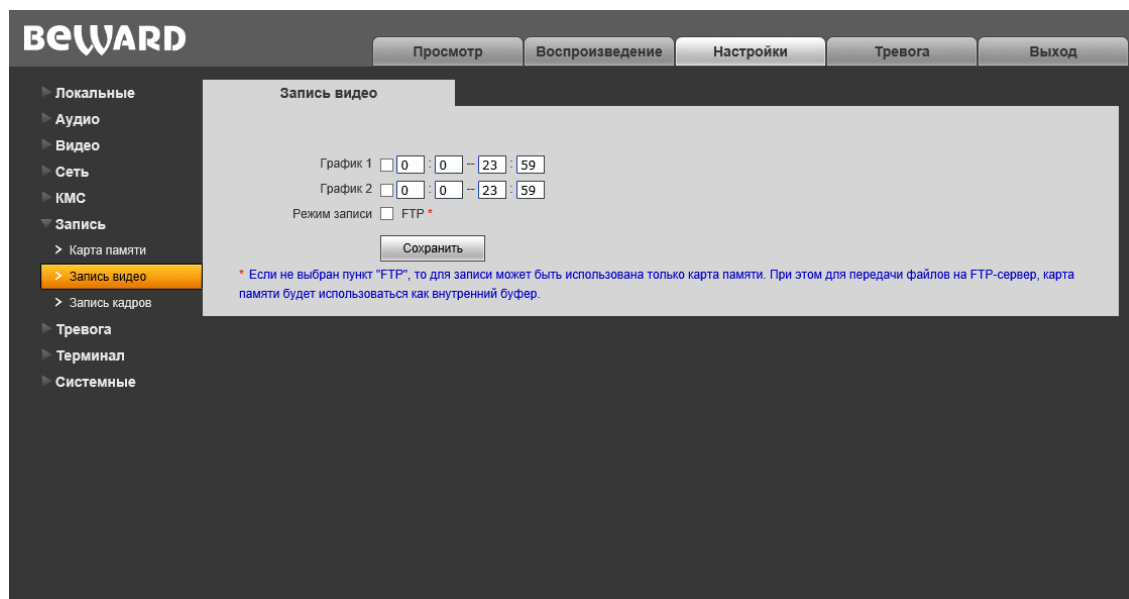 BEWARD
Просмотр Воспроизведение Настройки Тревога Выход
Локальные
Аудио
Видео
Сеть
КМС
Запись
> Карта памяти
> Запись видео
> Запись кадров
Тревога
Терминал
Системные
Запись видео
График 1 0 : 0 -- 23 : 59
График 2 0 : 0 -- 23 : 59
Режим записи FTP *
Сохранить
* Если не выбран пункт "FTP", то для записи может быть использована только карта памяти. При этом для передачи файлов на FTP-сервер, карта
памяти будет использоваться как внутренний буфер.